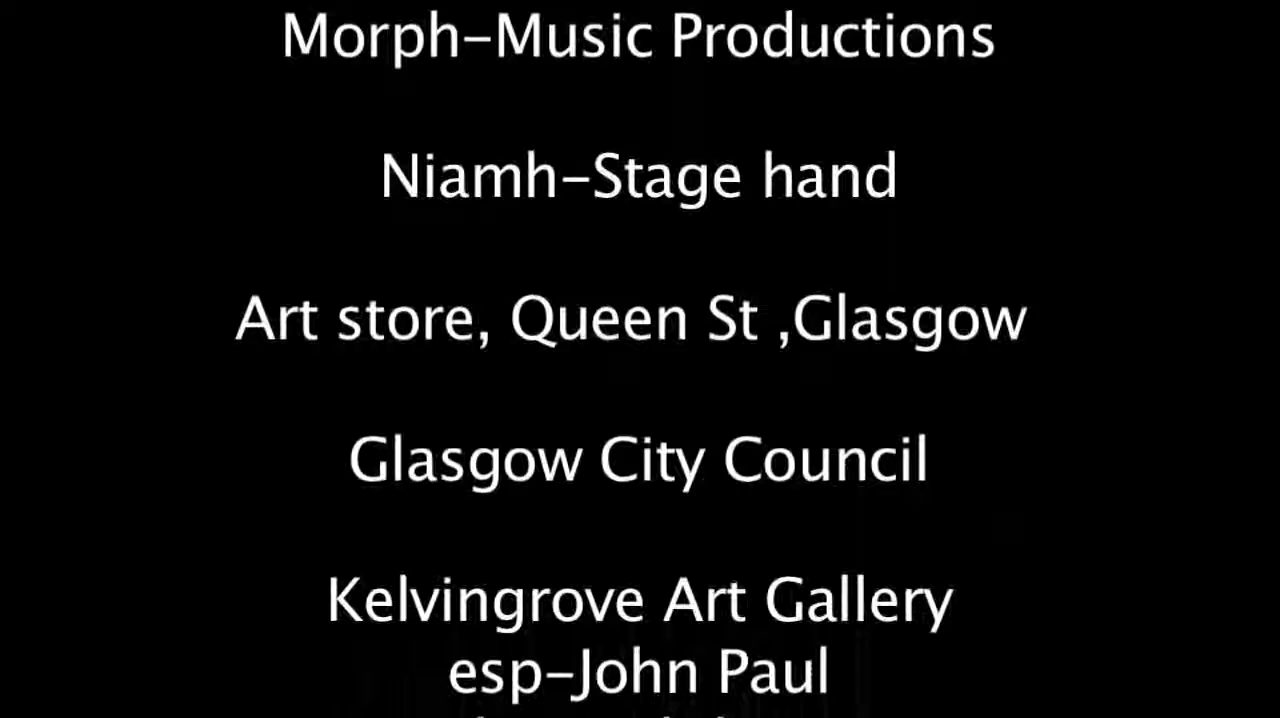 Morph-Music Productions
Niamh-Stage hand
Art store, Queen St ,Glasgow
Glasgow City Council
Kelvingrove Art Gallery
esp-John Paul